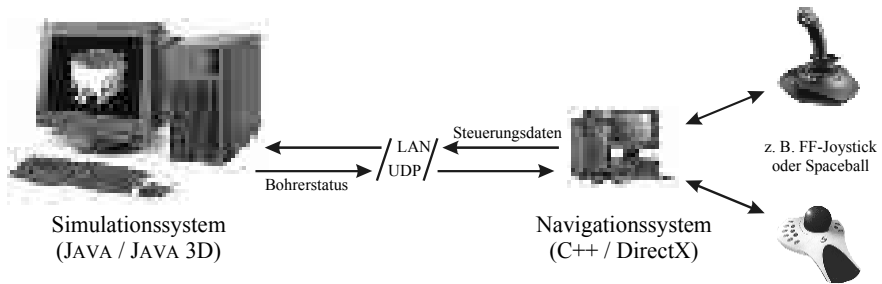 Steuerungsdaten
LAN
UDP
Bohrerstatus
z. B. FF-Joystick
oder Spaceball
Simulationssystem
(JAVA / JAVA 3D)
Navigationssystem
(C++ / DirectX)